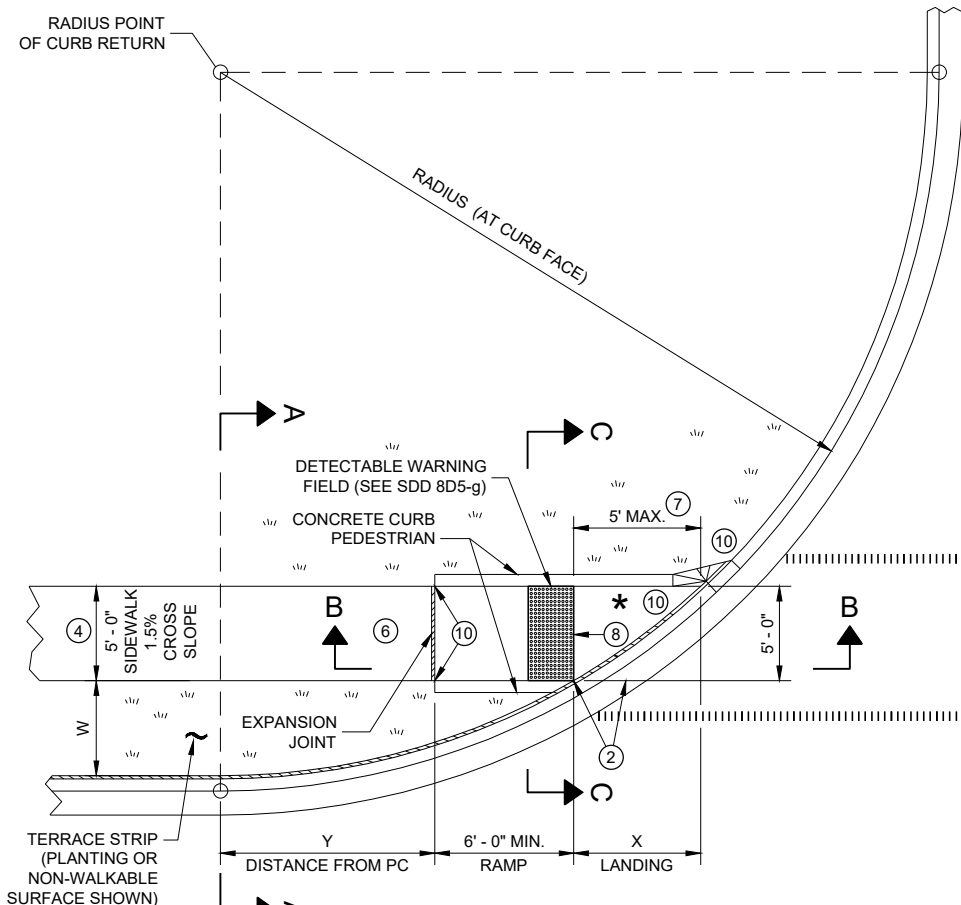 RADIUS POINT
OF CURB RETURN
RADIUS (AT CURB FACE)
A
C
DETECTABLE WARNING
FIELD (SEE SDD 8D5-g)
CONCRETE CURB
PEDESTRIAN
7
5' MAX.
10
4
5' - 0"
SIDEWALK
1.5%
CROSS
SLOPE
B
6
10
*
10
8
5' - 0"
B
W
EXPANSION
JOINT
2
C
TERRACE STRIP
(PLANTING OR
NON-WALKABLE
SURFACE SHOWN)
Y
DISTANCE FROM PC
6' - 0" MIN.
RAMP
X
LANDING